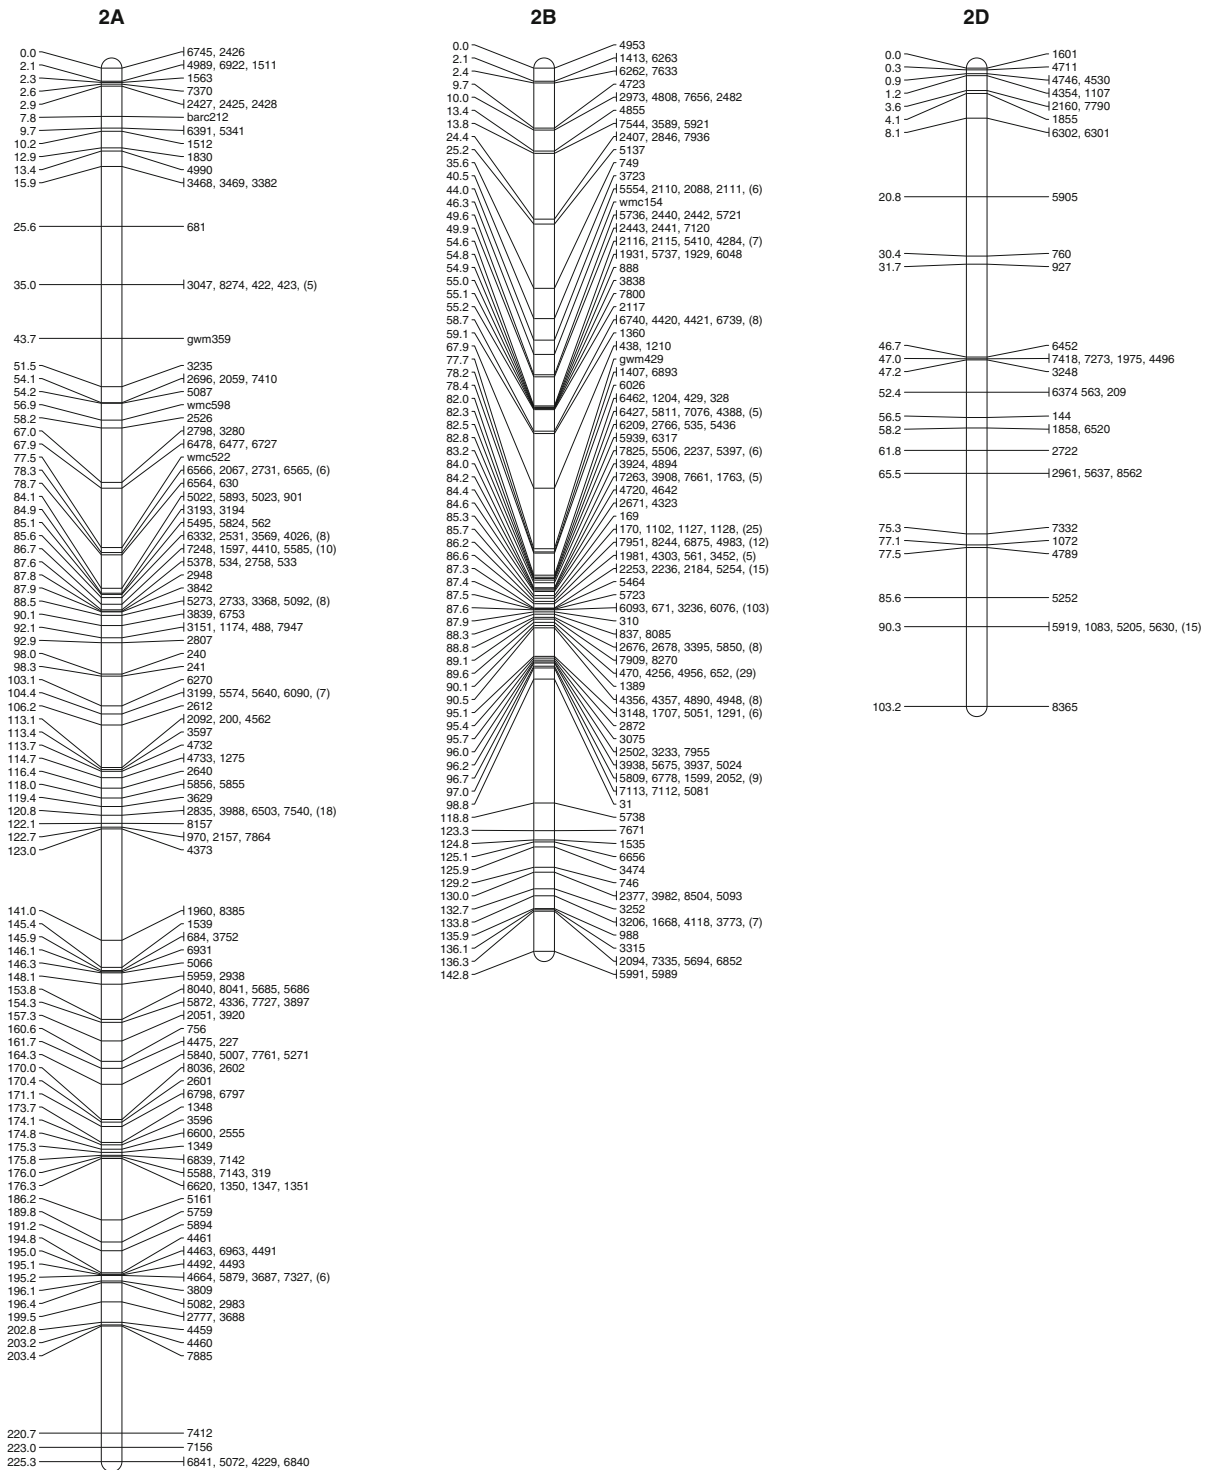 2A
0.0 6745, 2426
2.1 4989, 6922, 1511
2.3 1563
2.6 7370
2.9 2427, 2425, 2428
7.8 barc212
9.7 6391, 5341
10.2 1512
12.9 1830
13.4 4990
15.9 3468, 3469, 3382
25.6 681
35.0 3047, 8274, 422, 423, (5)
43.7 gwm359
51.5 3235
54.1 2696, 2059, 7410
54.2 5087
56.9 wmc598
58.2 2526
67.0 2798, 3280
67.9 6478, 6477, 6727
77.5 wmc522
78.3 6566, 2067, 2731, 6565, (6)
78.7 6564, 630
84.1 5022, 5893, 5023, 901
84.9 3193, 3194
85.1 5495, 5824, 562
85.6 6332, 2531, 3569, 4026, (8)
86.7 7248, 1597, 4410, 5585, (10)
87.6 5378, 534, 2758, 533
87.8 2948
87.9 3842
88.5 5273, 2733, 3368, 5092, (8)
90.1 3839, 6753
92.1 3151, 1174, 488, 7947
92.9 2807
98.0 240
98.3 241
103.1 6270
104.4 3199, 5574, 5640, 6090, (7)
106.2 2612
113.1 2092, 200, 4562
113.4 3597
113.7 4732
114.7 4733, 1275
116.4 2640
118.0 5856, 5855
119.4 3629
120.8 2835, 3988, 6503, 7540, (18)
122.1 8157
122.7 970, 2157, 7864
123.0 4373
141.0 1960, 8385
145.4 1539
145.9 684, 3752
146.1 6931
146.3 5066
148.1 5959, 2938
153.8 8040, 8041, 5685, 5686
154.3 5872, 4336, 7727, 3897
157.3 2051, 3920
160.6 756
161.7 4475, 227
164.3 5840, 5007, 7761, 5271
170.0 8036, 2602
170.4 2601
171.1 6798, 6797
173.7 1348
174.1 3596
174.8 6600, 2555
175.3 1349
175.8 6839, 7142
176.0 5588, 7143, 319
176.3 6620, 1350, 1347, 1351
186.2 5161
189.8 5759
191.2 5894
194.8 4461
195.0 4463, 6963, 4491
195.1 4492, 4493
195.2 4664, 5879, 3687, 7327, (6)
196.1 3809
196.4 5082, 2983
199.5 2777, 3688
202.8 4459
203.2 4460
203.4 7885
220.7 7412
223.0 7156
225.3 6841, 5072, 4229, 6840
2B
0.0 4953
2.1 1413, 6263
2.4 6262, 7633
9.7 4723
10.0 2973, 4808, 7656, 2482
13.4 4855
13.8 7544, 3589, 5921
24.4 2407, 2846, 7936
25.2 5137
35.6 749
40.5 3723
44.0 5554, 2110, 2088, 2111, (6)
46.3 wmc154
49.6 5736, 2440, 2442, 5721
49.9 2443, 2441, 7120
54.6 2116, 2115, 5410, 4284, (7)
54.8 1931, 5737, 1929, 6048
54.9 888
55.0 3838
55.1 7800
55.2 2117
58.7 6740, 4420, 4421, 6739, (8)
59.1 1360
67.9 438, 1210
77.7 gwm429
78.2 1407, 6893
78.4 6026
82.0 6462, 1204, 429, 328
82.3 6427, 5811, 7076, 4388, (5)
82.5 6209, 2766, 535, 5436
82.8 5939, 6317
83.2 7825, 5506, 2237, 5397, (6)
84.0 3924, 4894
84.2 7263, 3908, 7661, 1763, (5)
84.4 4720, 4642
84.6 2671, 4323
85.3 169
85.7 170, 1102, 1127, 1128, (25)
86.2 7951, 8244, 6875, 4983, (12)
86.6 1981, 4303, 561, 3452, (5)
87.3 2253, 2236, 2184, 5254, (15)
87.4 5464
87.5 5723
87.6 6093, 671, 3236, 6076, (103)
87.9 310
88.3 837, 8085
88.8 2676, 2678, 3395, 5850, (8)
89.1 7909, 8270
89.6 470, 4256, 4956, 652, (29)
90.1 1389
90.5 4356, 4357, 4890, 4948, (8)
95.1 3148, 1707, 5051, 1291, (6)
95.4 2872
95.7 3075
96.0 2502, 3233, 7955
96.2 3938, 5675, 3937, 5024
96.7 5809, 6778, 1599, 2052, (9)
97.0 7113, 7112, 5081
98.8 31
118.8 5738
123.3 7671
124.8 1535
125.1 6656
125.9 3474
129.2 746
130.0 2377, 3982, 8504, 5093
132.7 3252
133.8 3206, 1668, 4118, 3773, (7)
135.9 988
136.1 3315
136.3 2094, 7335, 5694, 6852
142.8 5991, 5989
2D
0.0 1601
0.3 4711
0.9 4746, 4530
1.2 4354, 1107
3.6 2160, 7790
4.1 1855
8.1 6302, 6301
20.8 5905
30.4 760
31.7 927
46.7 6452
47.0 7418, 7273, 1975, 4496
47.2 3248
52.4 6374 563, 209
56.5 144
58.2 1858, 6520
61.8 2722
65.5 2961, 5637, 8562
75.3 7332
77.1 1072
77.5 4789
85.6 5252
90.3 5919, 1083, 5205, 5630, (15)
103.2 8365